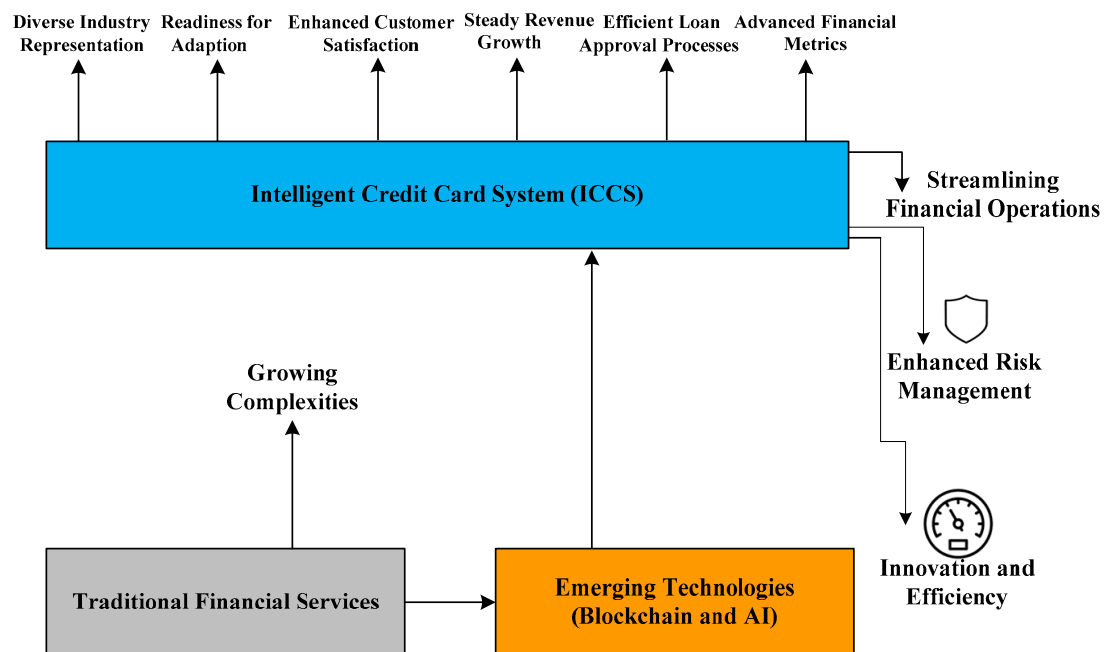 Diverse Industry
Representation
Readiness for
Adaption
Enhanced Customer
Satisfaction
Steady Revenue
Growth
Efficient Loan
Approval Processes
Advanced Financial
Metrics
Intelligent Credit Card System (ICCS)
Streamlining
Financial Operations
Enhanced Risk
Management
Growing
Complexities
Innovation and
Efficiency
Traditional Financial Services
Emerging Technologies
(Blockchain and AI)